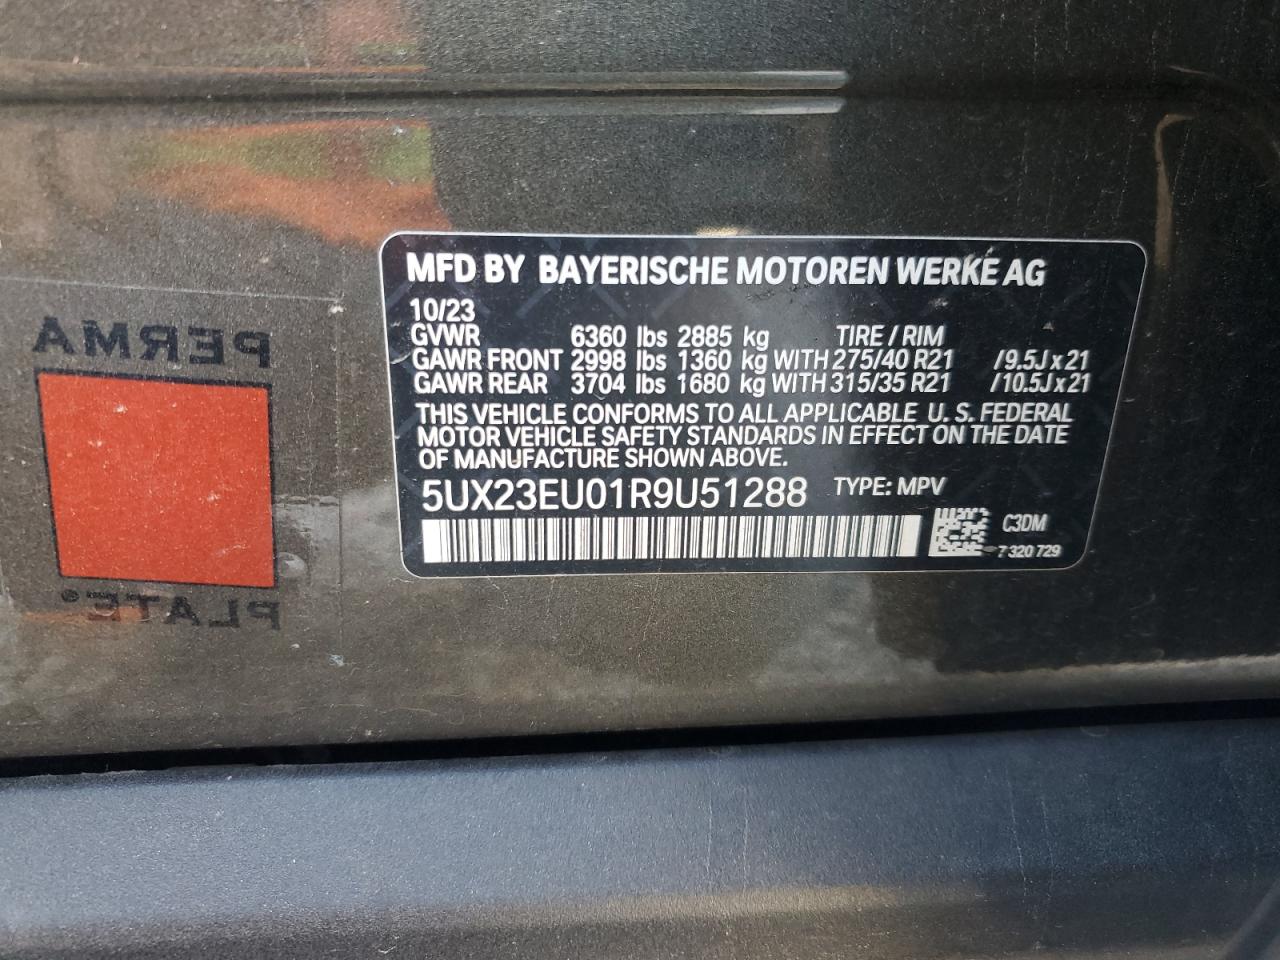 MFD BY BAYERISCHE MOTOREN WERKE AG
10/23
GVWR 6360 lbs 2885 kg TIRE / RIM
GAWR FRONT 2998 lbs 1360 kg WITH 275/40 R21 /9.5J x 21
GAWR REAR 3704 lbs 1680 kg WITH 315/35 R21 /10.5J x 21
THIS VEHICLE CONFORMS TO ALL APPLICABLE U. S. FEDERAL
MOTOR VEHICLE SAFETY STANDARDS IN EFFECT ON THE DATE
OF MANUFACTURE SHOWN ABOVE.
5UX23EU01R9U51288 TYPE: MPV
C3DM
7 320 729
PERMA
PLATE®